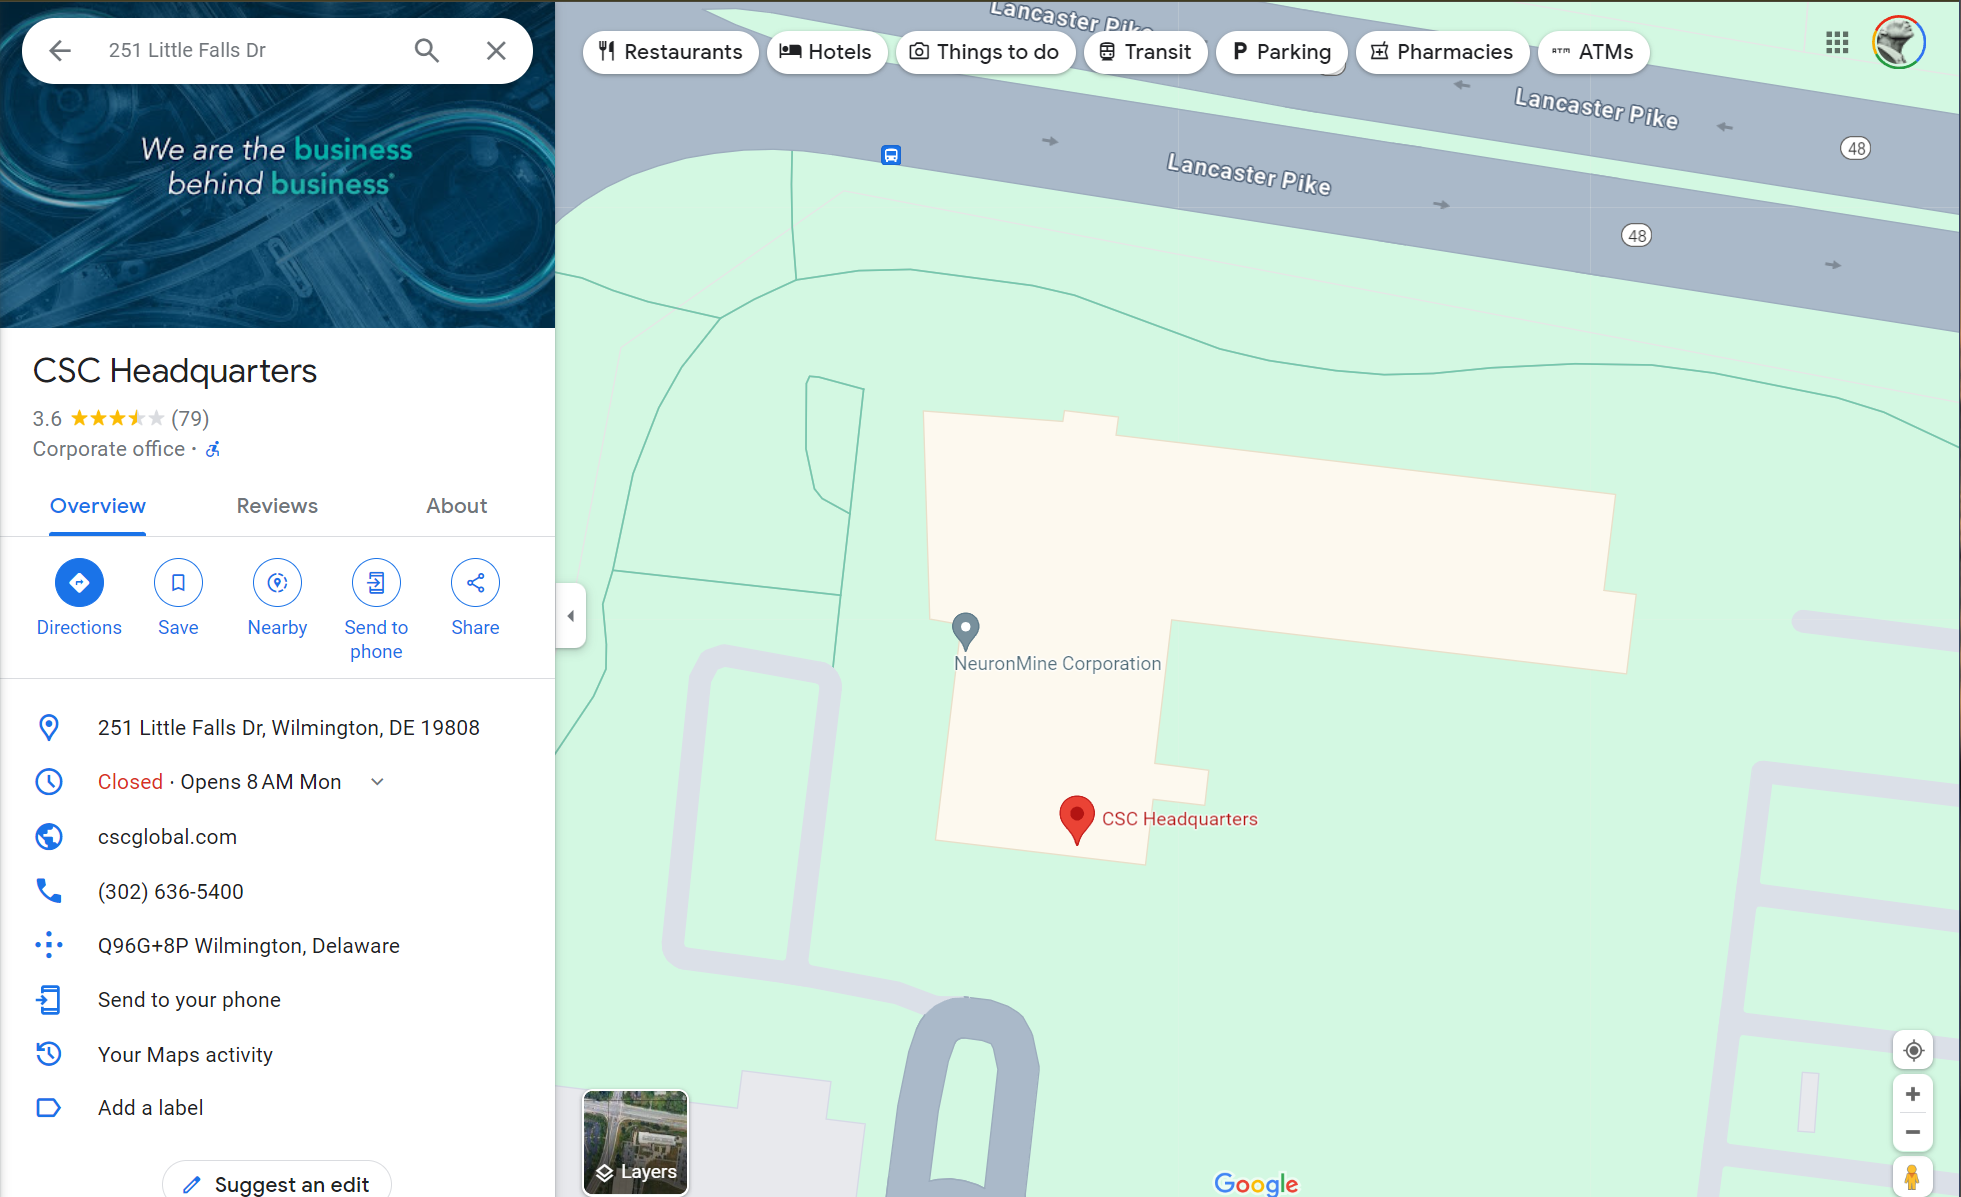 251 Little Falls Dr
We are the business
behind business
CSC Headquarters
3.6 (79)
Corporate office ·
Overview
Reviews
About
Directions
Save
Nearby
Send to
phone
Share
251 Little Falls Dr, Wilmington, DE 19808
Closed · Opens 8 AM Mon
cscglobal.com
(302) 636-5400
Q96G+8P Wilmington, Delaware
Send to your phone
Your Maps activity
Add a label
Suggest an edit
Restaurants
Hotels
Things to do
Transit
P Parking
Pharmacies
ATM ATMs
Lancaster Pike
Lancaster Pike
48
Lancaster Pike
48
NeuronMine Corporation
CSC Headquarters
Layers
Google